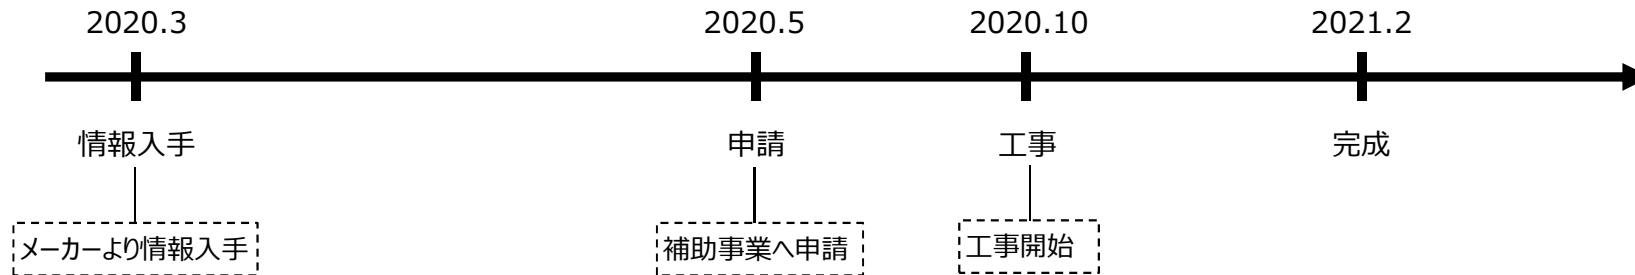 2020.3
2020.5
2020.10
2021.2
情報入手
申請
工事
完成
メーカーより情報入手
補助事業へ申請
工事開始